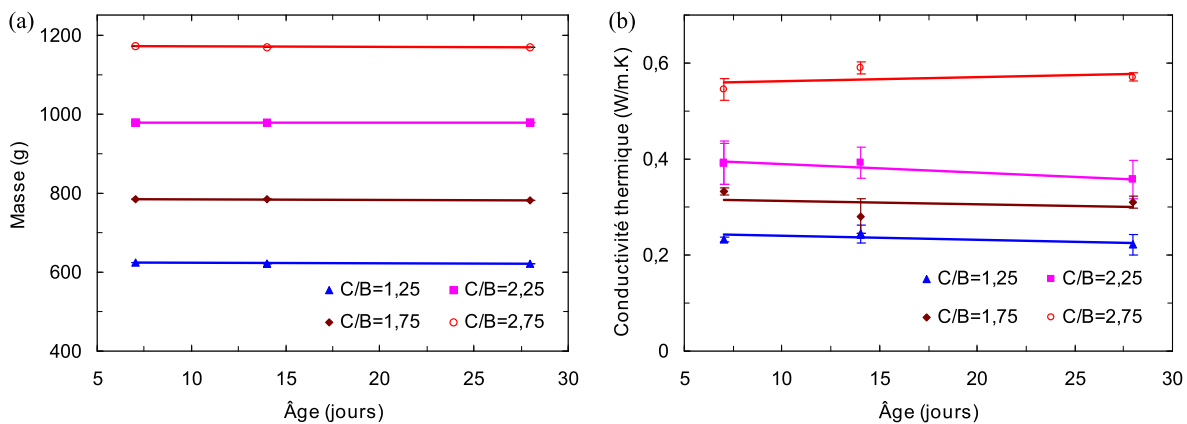 (a)
Masse (g)
1200
1000
800
600
400
5 10 15 20 25 30
Âge (jours)
C/B=1,25 C/B=2,25
C/B=1,75 C/B=2,75
(b)
Conductivité thermique (W/m.K)
0,6
0,4
0,2
0
5 10 15 20 25 30
Âge (jours)
C/B=1,25 C/B=2,25
C/B=1,75 C/B=2,75